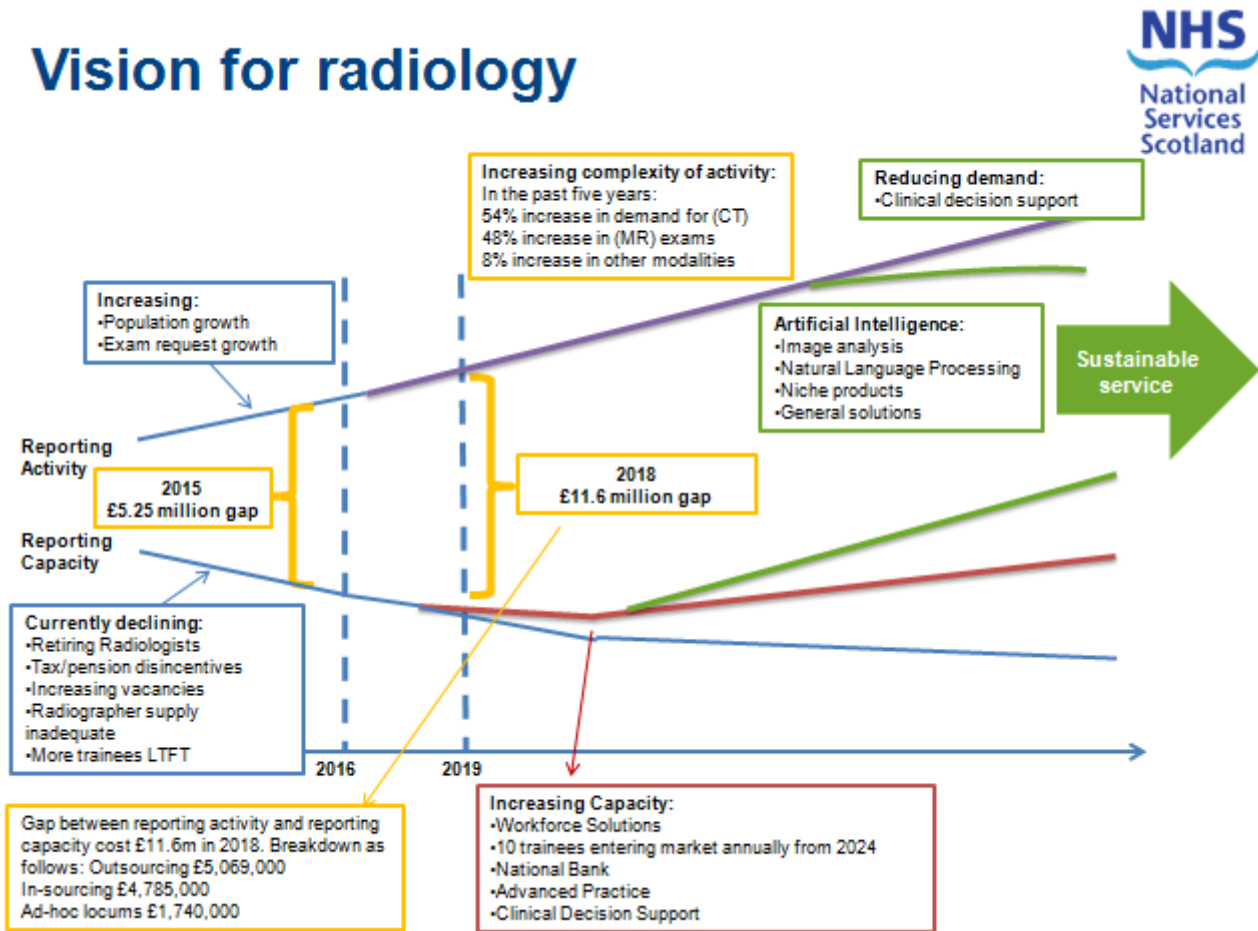 Vision for radiology
NHS
National
Services
Scotland
Increasing complexity of activity:
In the past five years:
54% increase in demand for (CT)
48% increase in (MR) exams
8% increase in other modalities
Reducing demand:
•Clinical decision support
Increasing:
•Population growth
•Exam request growth
Artificial Intelligence:
•Image analysis
•Natural Language Processing
•Niche products
•General solutions
Sustainable
service
Reporting
Activity
2015
£5.25 million gap
2018
£11.6 million gap
Reporting
Capacity
Currently declining:
•Retiring Radiologists
•Tax/pension disincentives
•Increasing vacancies
•Radiographer supply
inadequate
•More trainees LTFT
2016
2019
Gap between reporting activity and reporting
capacity cost £11.6m in 2018. Breakdown as
follows: Outsourcing £5,069,000
In-sourcing £4,785,000
Ad-hoc locums £1,740,000
Increasing Capacity:
•Workforce Solutions
•10 trainees entering market annually from 2024
•National Bank
•Advanced Practice
•Clinical Decision Support